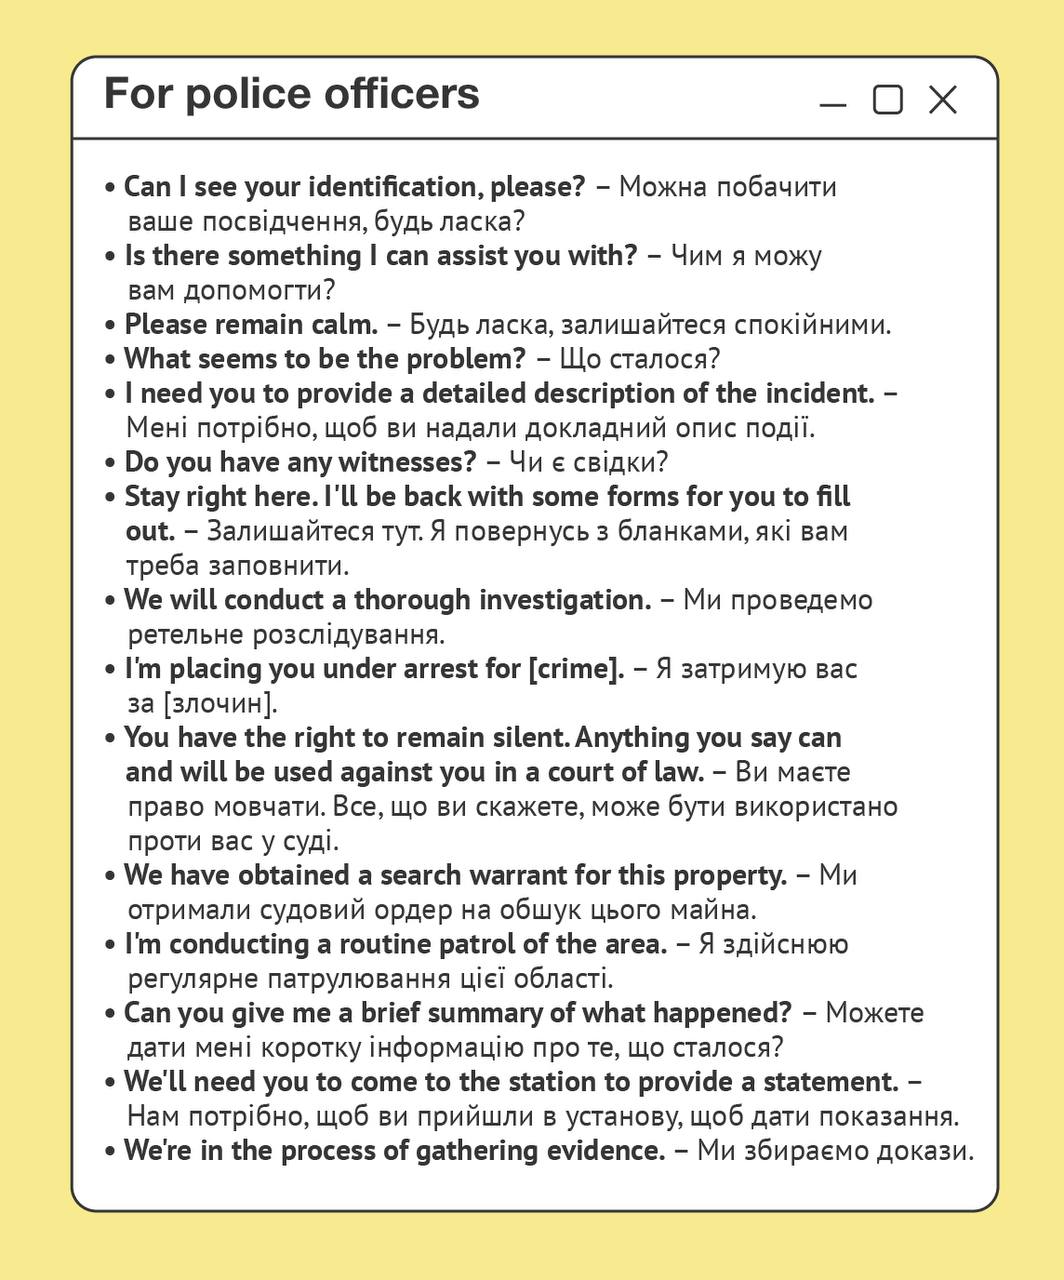 For police officers
• Can I see your identification, please? – Можна побачити
ваше посвідчення, будь ласка?
• Is there something I can assist you with? – Чим я можу
вам допомогти?
• Please remain calm. – Будь ласка, залишайтеся спокійними.
• What seems to be the problem? – Що сталося?
• I need you to provide a detailed description of the incident. –
Мені потрібно, щоб ви надали докладний опис події.
• Do you have any witnesses? – Чи є свідки?
• Stay right here. I'll be back with some forms for you to fill
out. – Залишайтеся тут. Я повернусь з бланками, які вам
треба заповнити.
• We will conduct a thorough investigation. – Ми проведемо
ретельне розслідування.
• I'm placing you under arrest for [crime]. – Я затримую вас
за [злочин].
• You have the right to remain silent. Anything you say can
and will be used against you in a court of law. – Ви маєте
право мовчати. Все, що ви скажете, може бути використано
проти вас у суді.
• We have obtained a search warrant for this property. – Ми
отримали судовий ордер на обшук цього майна.
• I'm conducting a routine patrol of the area. – Я здійснюю
регулярне патрулювання цієї області.
• Can you give me a brief summary of what happened? – Можете
дати мені коротку інформацію про те, що сталося?
• We'll need you to come to the station to provide a statement. –
Нам потрібно, щоб ви прийшли в установу, щоб дати показання.
• We're in the process of gathering evidence. – Ми збираємо докази.